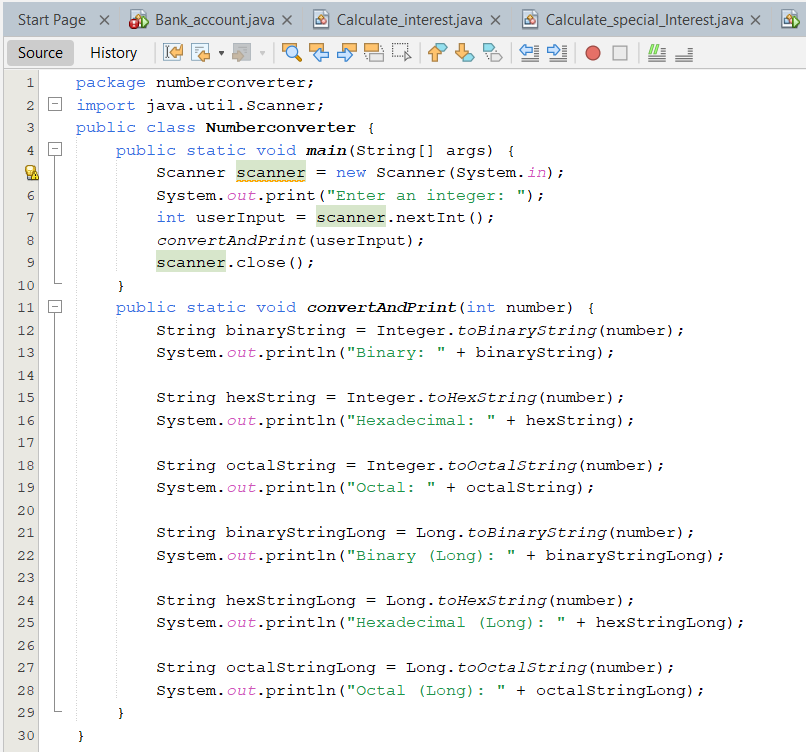 Start Page Bank_account.java Calculate_interest.java Calculate_special_Interest.java
Source History
1 package numberconverter;
2 import java.util.Scanner;
3 public class Numberconverter {
4     public static void main(String[] args) {
        Scanner scanner = new Scanner(System.in);
6         System.out.print("Enter an integer: ");
7         int userInput = scanner.nextInt();
8         convertAndPrint(userInput);
9         scanner.close();
10     }
11     public static void convertAndPrint(int number) {
12         String binaryString = Integer.toBinaryString(number);
13         System.out.println("Binary: " + binaryString);
14
15         String hexString = Integer.toHexString(number);
16         System.out.println("Hexadecimal: " + hexString);
17
18         String octalString = Integer.toOctalString(number);
19         System.out.println("Octal: " + octalString);
20
21         String binaryStringLong = Long.toBinaryString(number);
22         System.out.println("Binary (Long): " + binaryStringLong);
23
24         String hexStringLong = Long.toHexString(number);
25         System.out.println("Hexadecimal (Long): " + hexStringLong);
26
27         String octalStringLong = Long.toOctalString(number);
28         System.out.println("Octal (Long): " + octalStringLong);
29     }
30 }